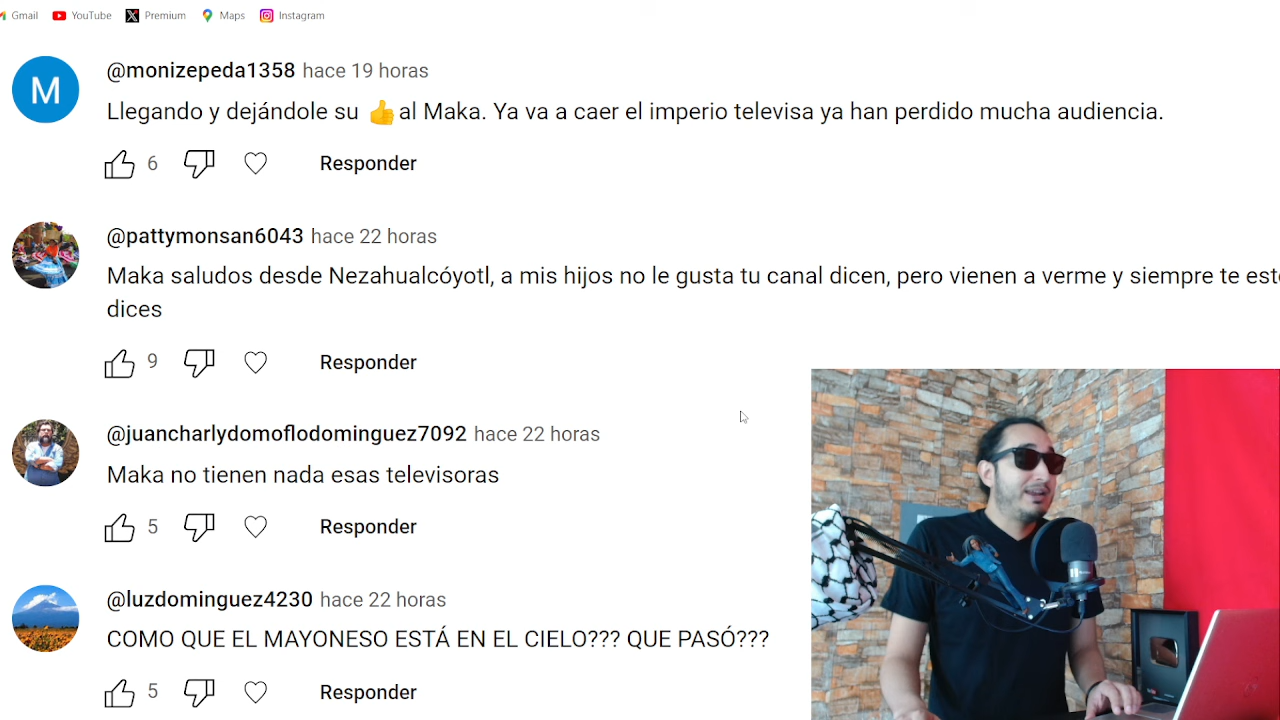 Gmail YouTube Premium Maps Instagram
@monizepeda1358 hace 19 horas
Llegando y dejándole su 👍 al Maka. Ya va a caer el imperio televisa ya han perdido mucha audiencia.
6 Responder
@pattymonsan6043 hace 22 horas
Maka saludos desde Nezahualcóyotl, a mis hijos no le gusta tu canal dicen, pero vienen a verme y siempre te
dices
9 Responder
@juancharlydomoflodominguez7092 hace 22 horas
Maka no tienen nada esas televisoras
5 Responder
@luzdominguez4230 hace 22 horas
COMO QUE EL MAYONESO ESTÁ EN EL CIELO??? QUE PASÓ???
5 Responder
M